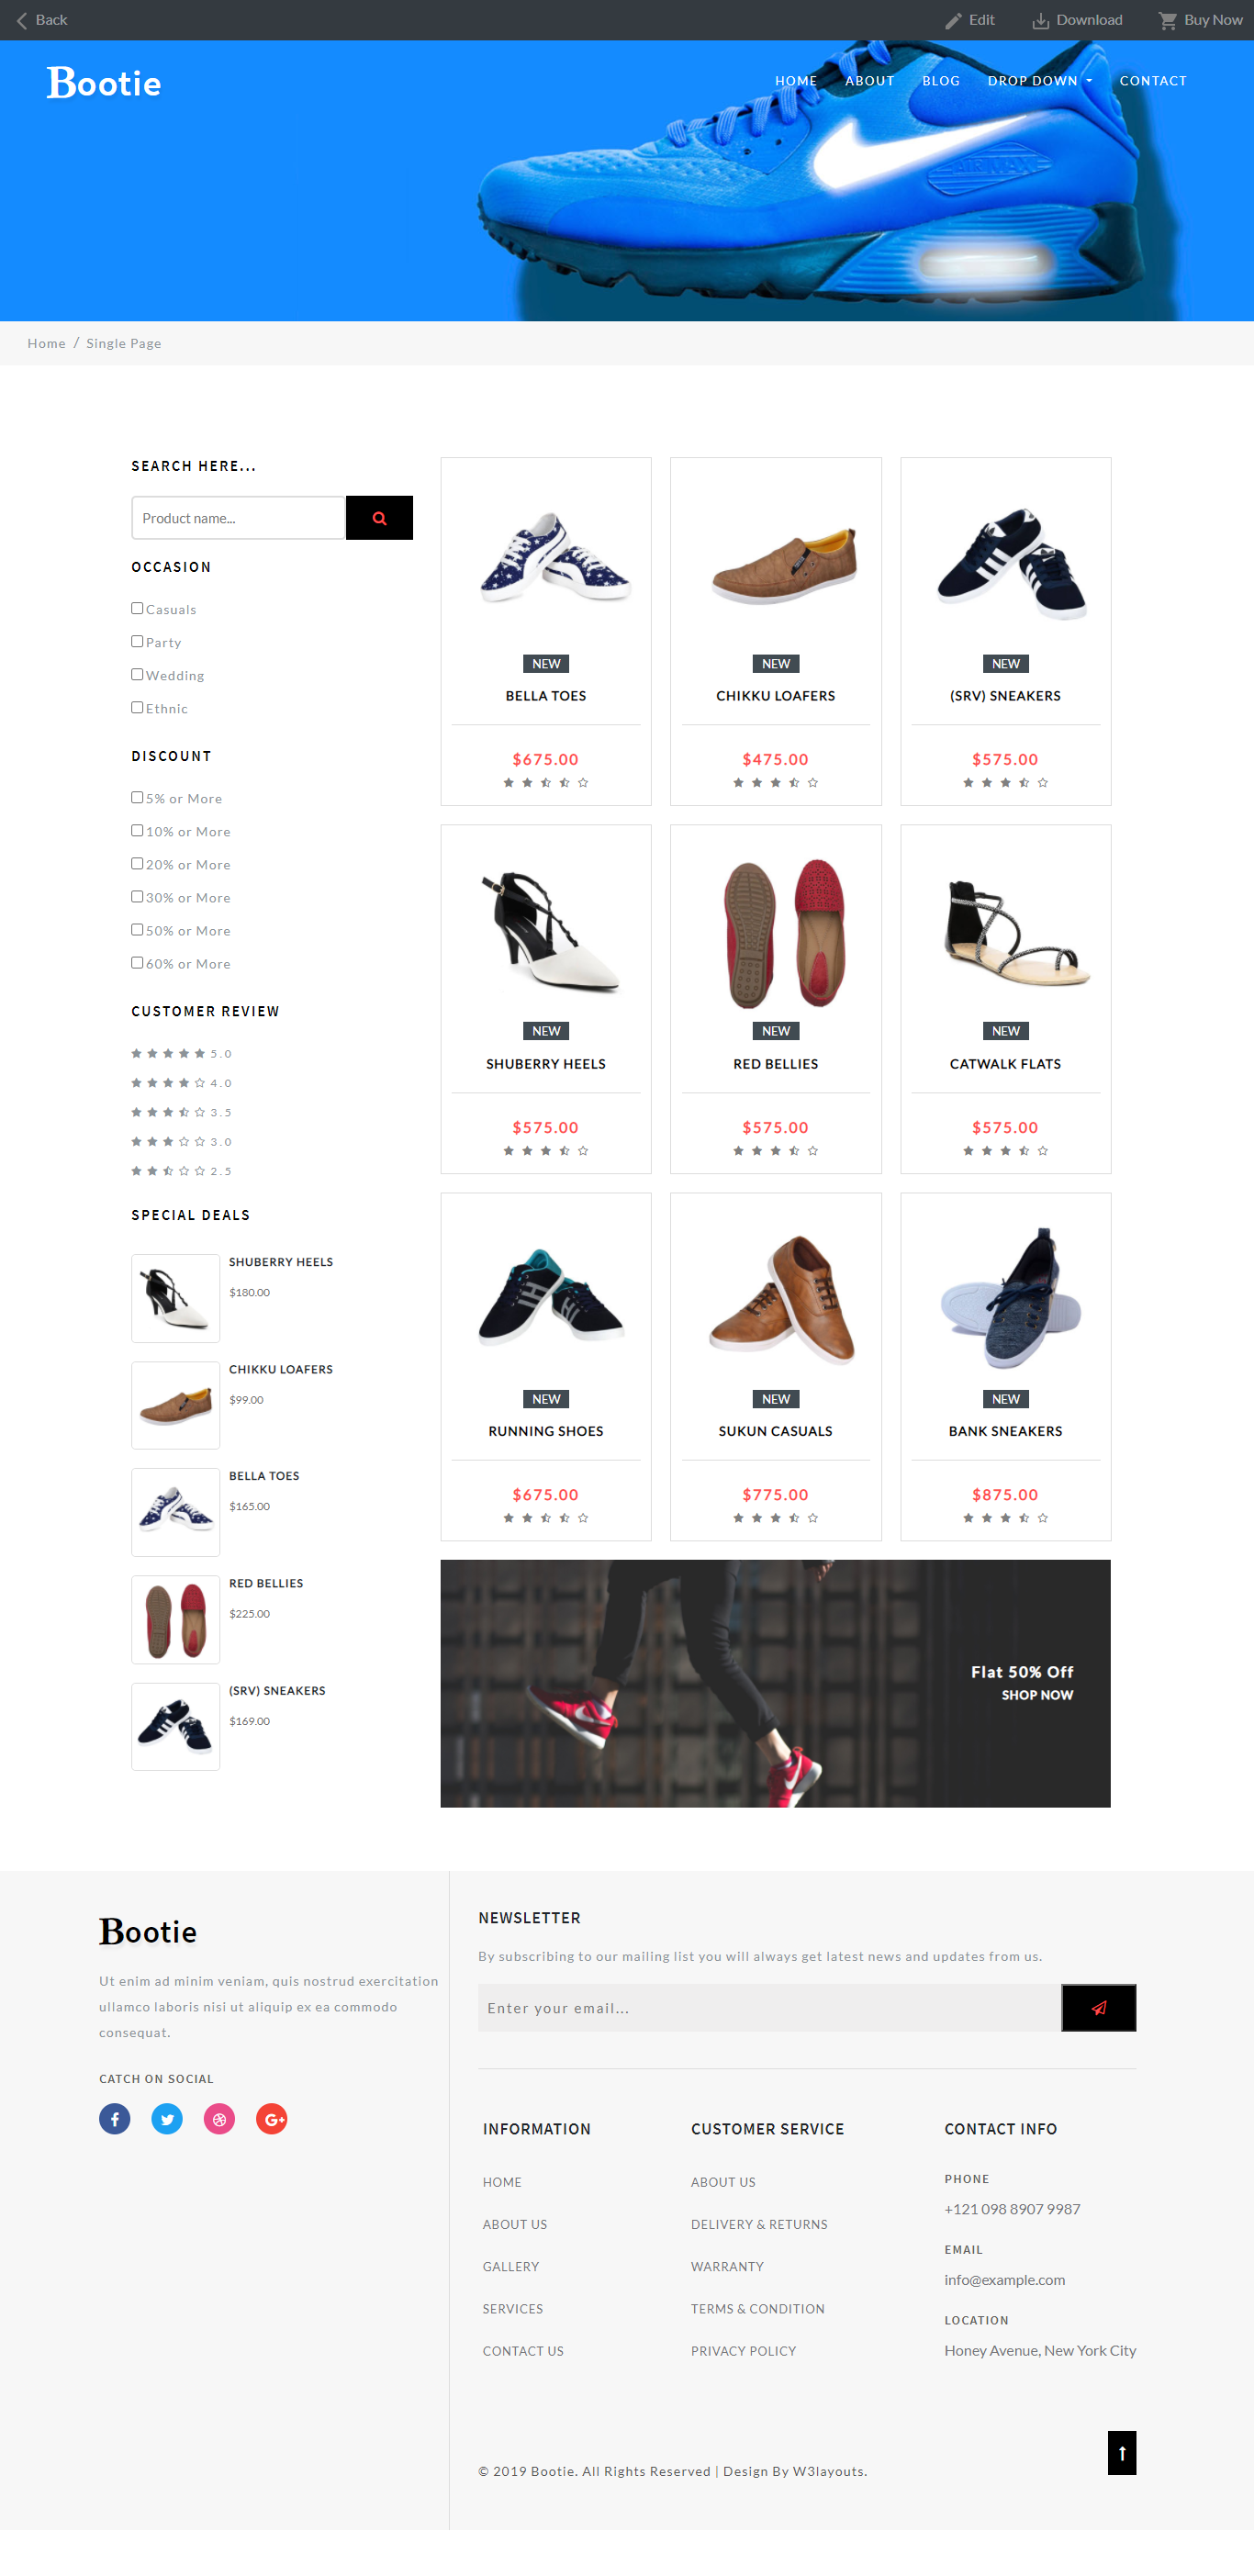 Back
Edit
Download
Buy Now
Bootie
HOME
ABOUT
BLOG
DROP DOWN
CONTACT
AIR MAX
Home / Single Page
SEARCH HERE...
Product name...
OCCASION
Casuals
Party
Wedding
Ethnic
DISCOUNT
5% or More
10% or More
20% or More
30% or More
50% or More
60% or More
CUSTOMER REVIEW
5.0
4.0
3.5
3.0
2.5
SPECIAL DEALS
SHUBERRY HEELS
$180.00
CHIKKU LOAFERS
$99.00
BELLA TOES
$165.00
RED BELLIES
$225.00
(SRV) SNEAKERS
$169.00
NEW
BELLA TOES
$675.00
NEW
CHIKKU LOAFERS
$475.00
NEW
(SRV) SNEAKERS
$575.00
NEW
SHUBERRY HEELS
$575.00
NEW
RED BELLIES
$575.00
NEW
CATWALK FLATS
$575.00
NEW
RUNNING SHOES
$675.00
NEW
SUKUN CASUALS
$775.00
NEW
BANK SNEAKERS
$875.00
Flat 50% Off
SHOP NOW
Bootie
Ut enim ad minim veniam, quis nostrud exercitation
ullamco laboris nisi ut aliquip ex ea commodo
consequat.
CATCH ON SOCIAL
NEWSLETTER
By subscribing to our mailing list you will always get latest news and updates from us.
Enter your email...
INFORMATION
HOME
ABOUT US
GALLERY
SERVICES
CONTACT US
CUSTOMER SERVICE
ABOUT US
DELIVERY & RETURNS
WARRANTY
TERMS & CONDITION
PRIVACY POLICY
CONTACT INFO
PHONE
+121 098 8907 9987
EMAIL
info@example.com
LOCATION
Honey Avenue, New York City
© 2019 Bootie. All Rights Reserved | Design By W3layouts.